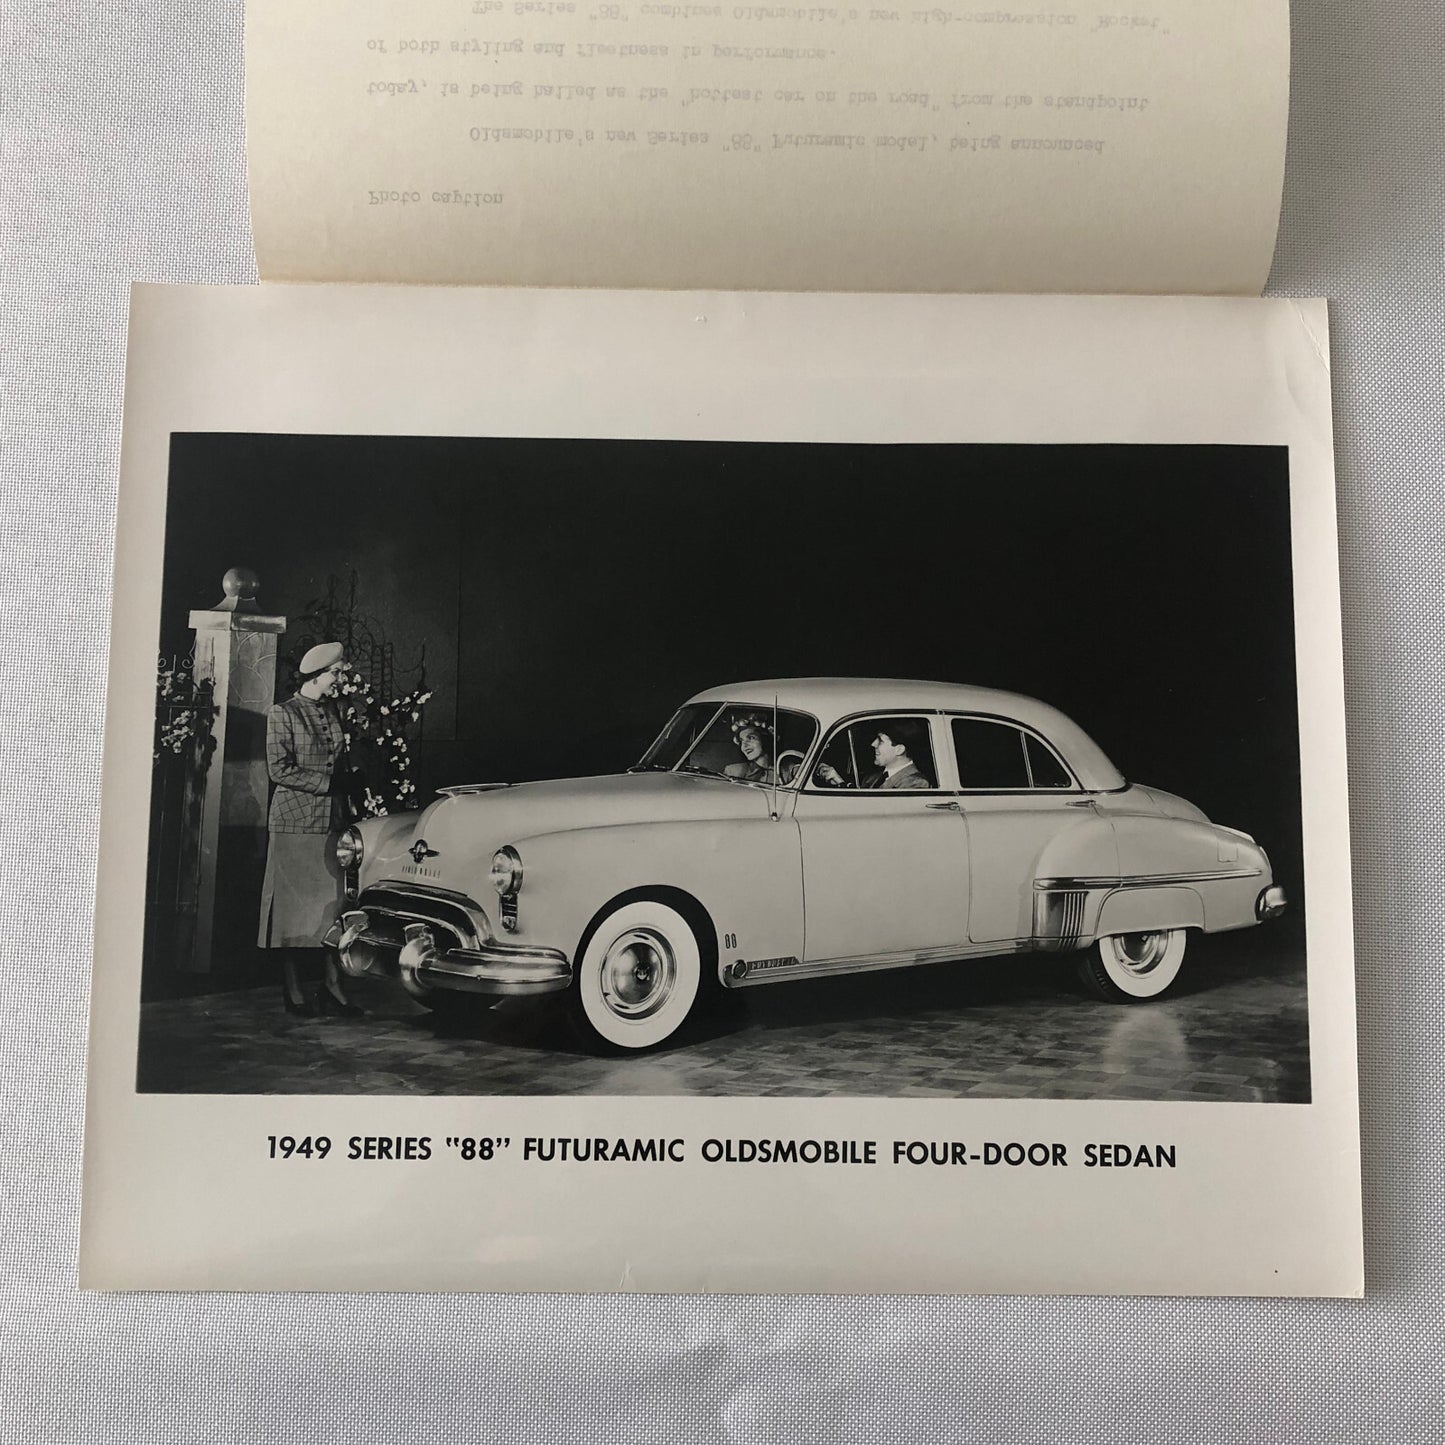 Photo caption
Oldsmobile's new Series "88" Futuramic model, being announced
today, is being hailed as the "hottest car on the road" from the standpoint
of both styling and fleetness in performance.
The Series "88" combines Oldsmobile's new high-compression "Rocket"
88
1949 SERIES "88" FUTURAMIC OLDSMOBILE FOUR-DOOR SEDAN